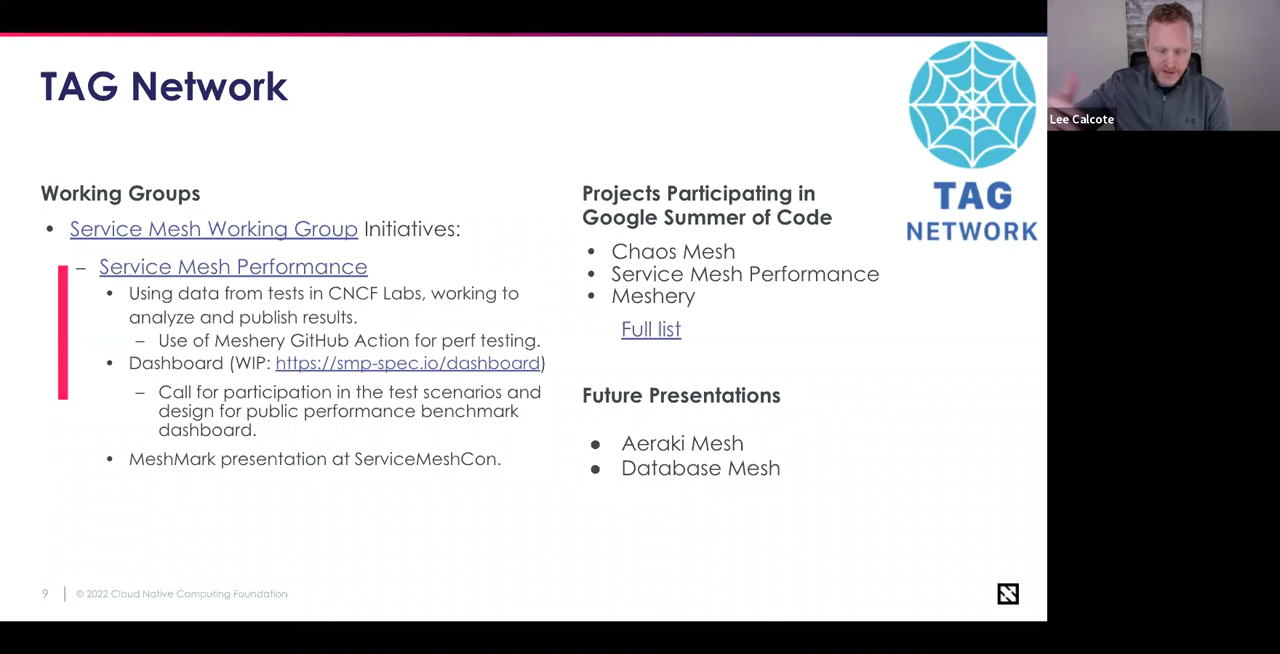 TAG Network
Working Groups
• Service Mesh Working Group Initiatives:
– Service Mesh Performance
• Using data from tests in CNCF Labs, working to
analyze and publish results.
– Use of Meshery GitHub Action for perf testing.
• Dashboard (WIP: https://smp-spec.io/dashboard)
– Call for participation in the test scenarios and
design for public performance benchmark
dashboard.
• MeshMark presentation at ServiceMeshCon.
Projects Participating in
Google Summer of Code
• Chaos Mesh
• Service Mesh Performance
• Meshery
Full list
Future Presentations
● Aeraki Mesh
● Database Mesh
TAG
NETWORK
Lee Calcote
9 | © 2022 Cloud Native Computing Foundation